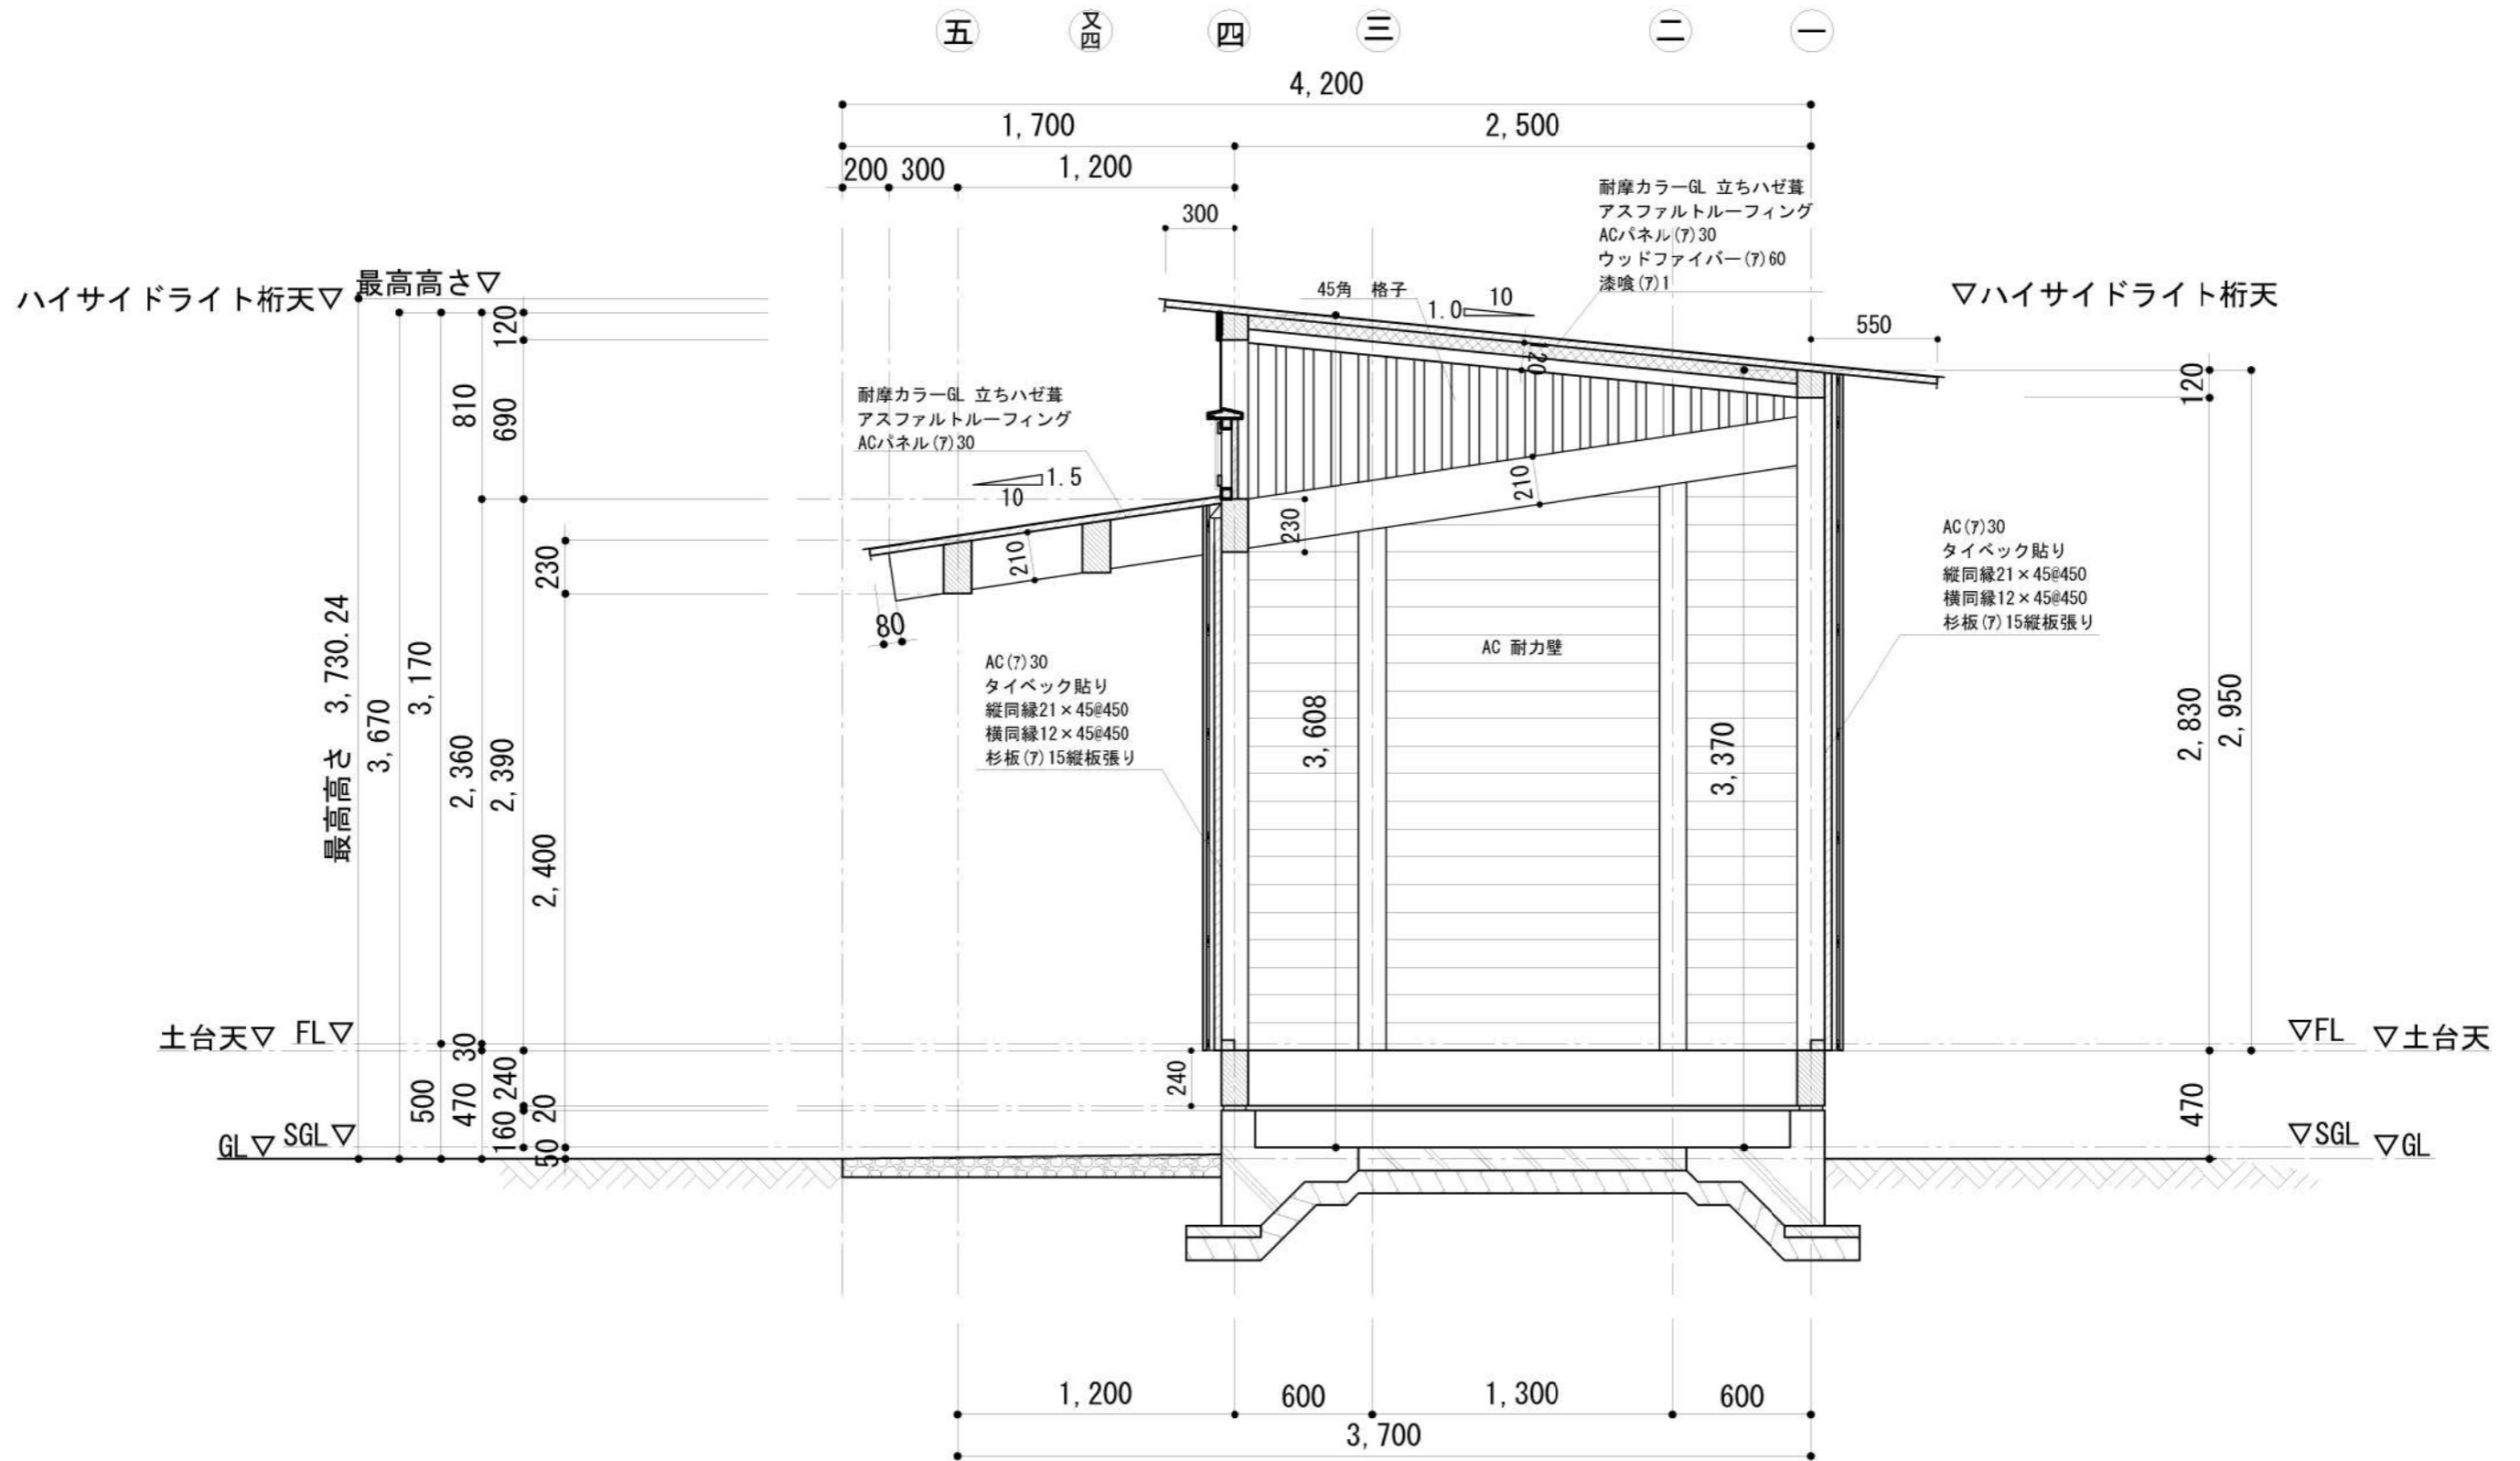 五
又四
四
三
二
一
4,200
1,700
2,500
200
300
1,200
300
耐摩カラーGL 立ちハゼ葺
アスファルトルーフィング
ACパネル(ｱ)30
ウッドファイバー(ｱ)60
漆喰(ｱ)1
ハイサイドライト桁天▽
最高高さ▽
45角 格子
1.0
10
▽ハイサイドライト桁天
550
120
810
690
120
120
耐摩カラーGL 立ちハゼ葺
アスファルトルーフィング
ACパネル(ｱ)30
1.5
10
210
230
210
230
80
AC(ｱ)30
タイベック貼り
縦同縁21×45@450
横同縁12×45@450
杉板(ｱ)15縦板張り
AC 耐力壁
AC(ｱ)30
タイベック貼り
縦同縁21×45@450
横同縁12×45@450
杉板(ｱ)15縦板張り
最高高さ 3,730.24
3,670
3,170
2,360
2,390
2,400
3,608
3,370
2,830
2,950
土台天▽
FL▽
▽FL
▽土台天
500
30
470
240
160
20
50
240
470
GL▽
SGL▽
▽SGL
▽GL
1,200
600
1,300
600
3,700